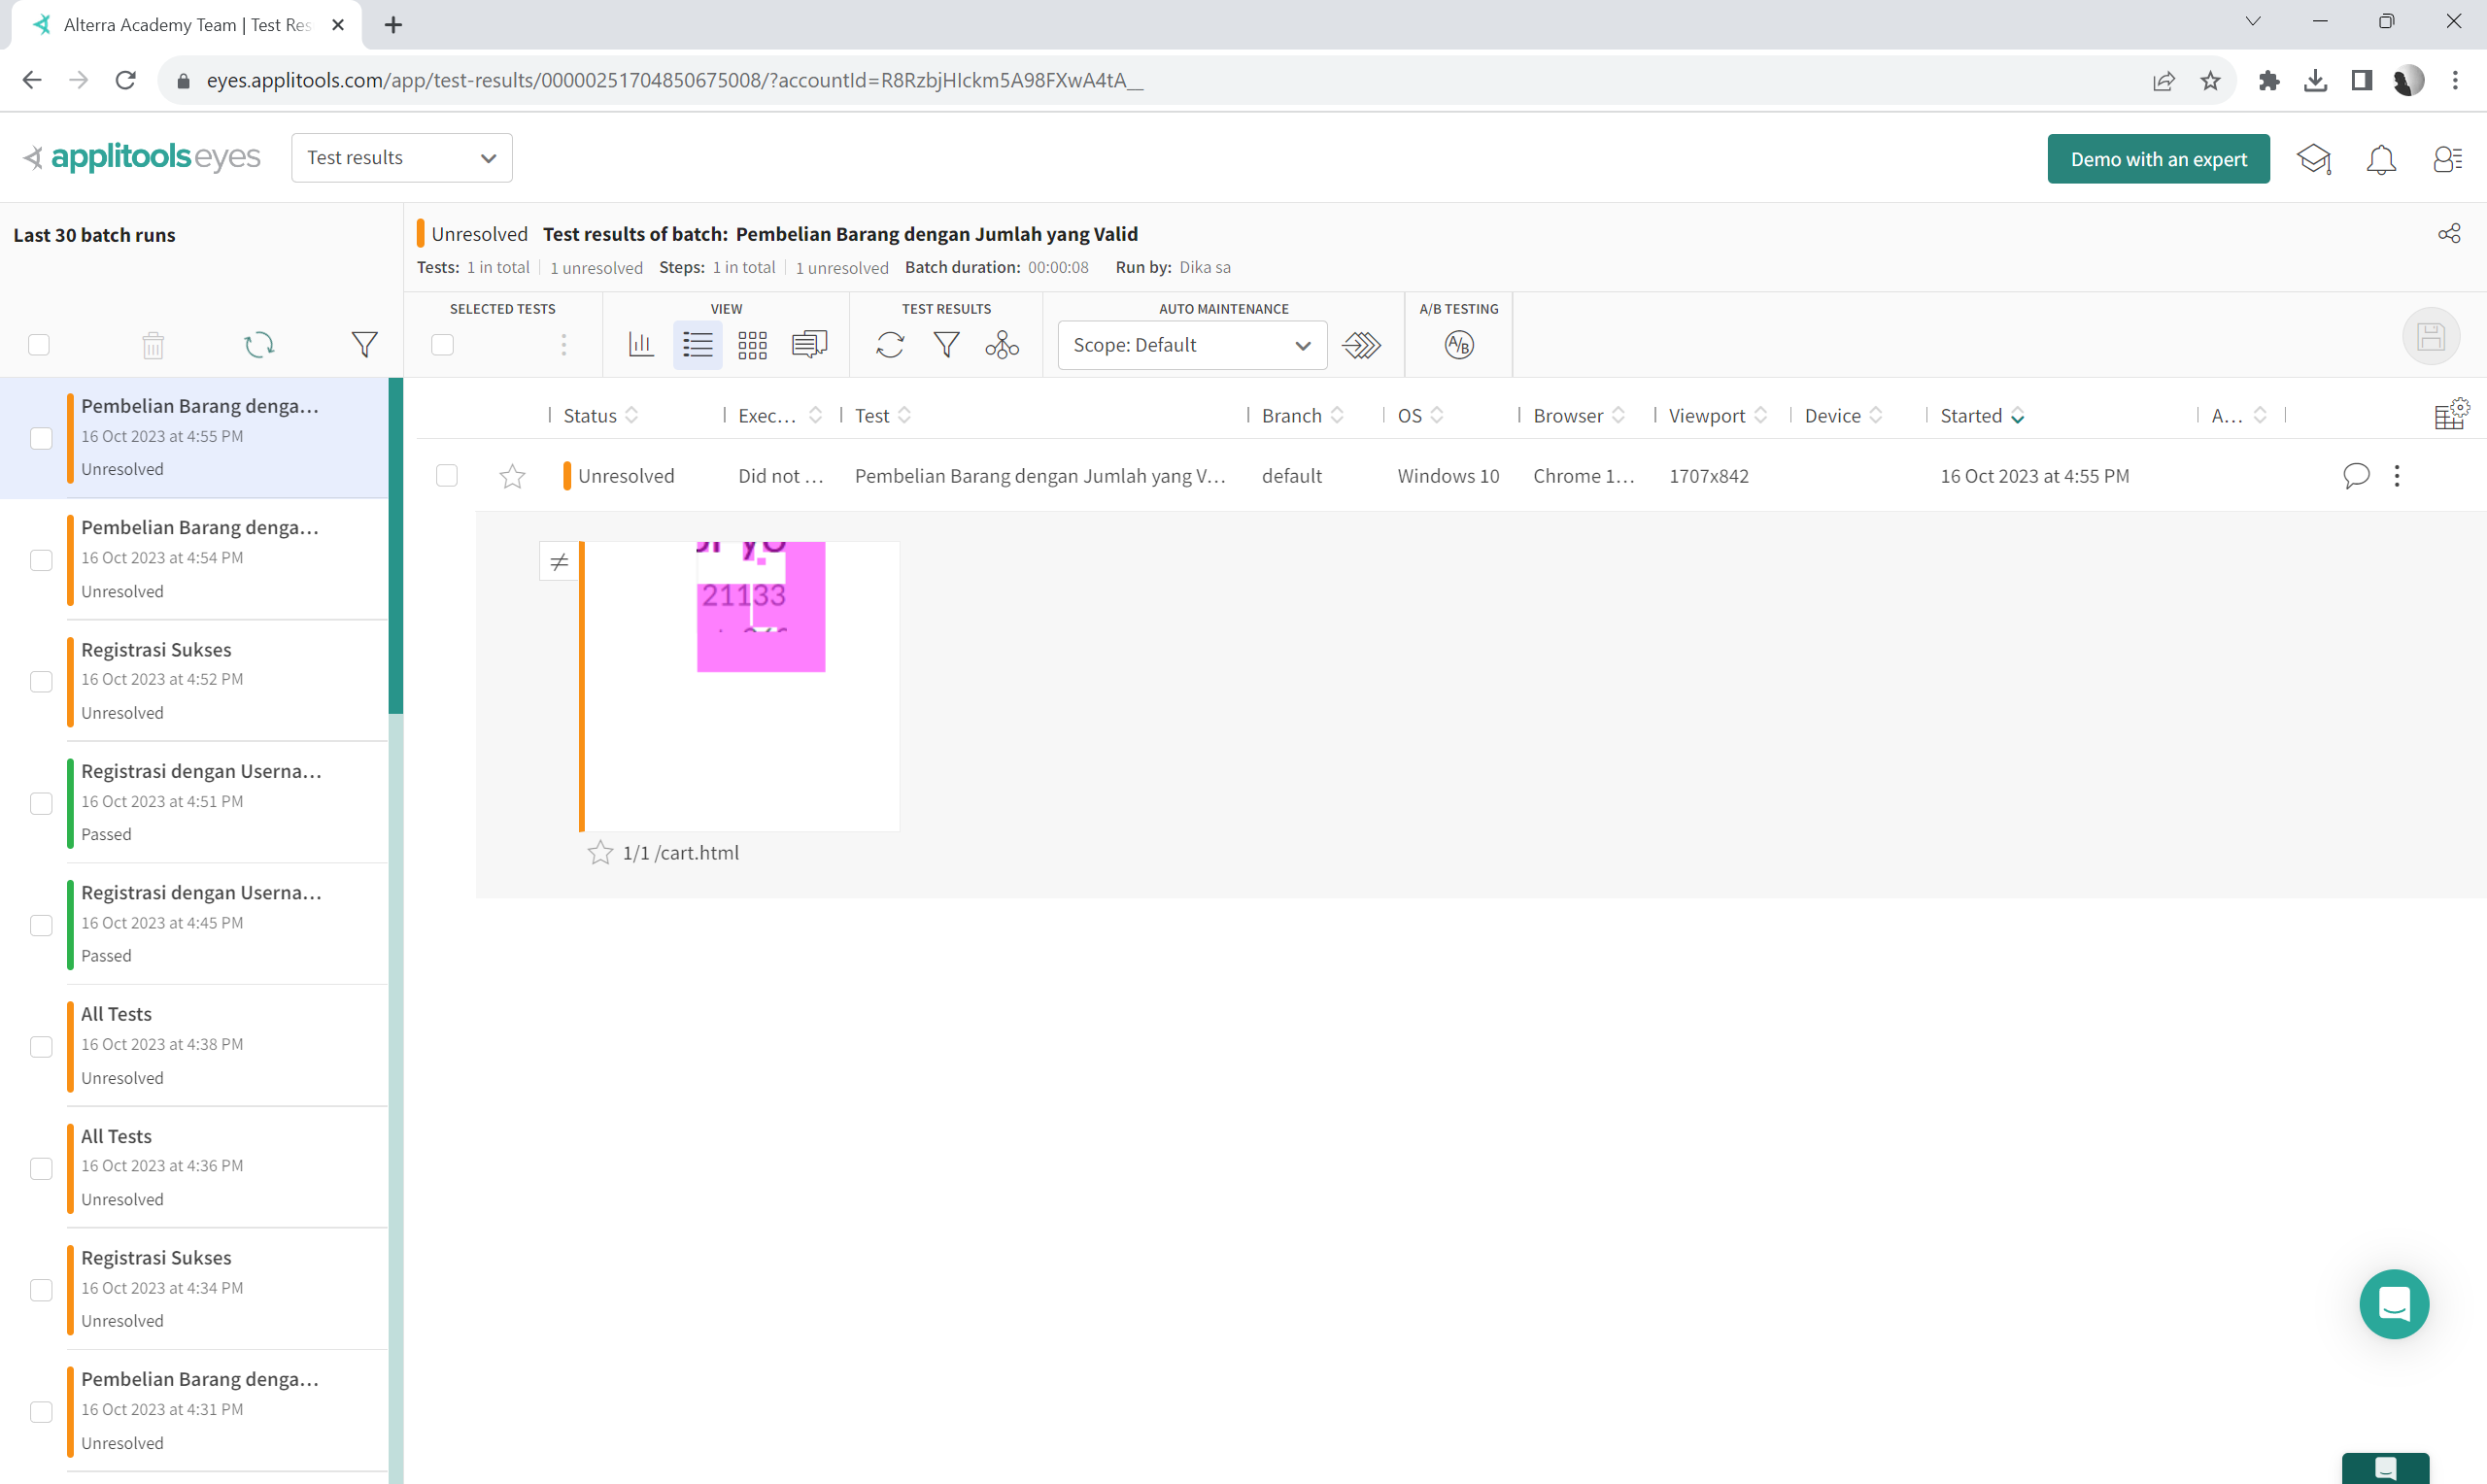 Alterra Academy Team | Test Res
eyes.applitools.com/app/test-results/00000251704850675008/?accountId=R8RzbjHIckm5A98FXwA4tA__
applitools eyes
Test results
Demo with an expert
Last 30 batch runs
Unresolved Test results of batch: Pembelian Barang dengan Jumlah yang Valid
Tests: 1 in total 1 unresolved Steps: 1 in total 1 unresolved Batch duration: 00:00:08 Run by: Dika sa
SELECTED TESTS VIEW TEST RESULTS AUTO MAINTENANCE A/B TESTING
Scope: Default
A/B
Status Exec... Test Branch OS Browser Viewport Device Started A...
Unresolved Did not ... Pembelian Barang dengan Jumlah yang V... default Windows 10 Chrome 1... 1707x842 16 Oct 2023 at 4:55 PM
≠
21133
1/1 /cart.html
Pembelian Barang denga...
16 Oct 2023 at 4:55 PM
Unresolved
Pembelian Barang denga...
16 Oct 2023 at 4:54 PM
Unresolved
Registrasi Sukses
16 Oct 2023 at 4:52 PM
Unresolved
Registrasi dengan Userna...
16 Oct 2023 at 4:51 PM
Passed
Registrasi dengan Userna...
16 Oct 2023 at 4:45 PM
Passed
All Tests
16 Oct 2023 at 4:38 PM
Unresolved
All Tests
16 Oct 2023 at 4:36 PM
Unresolved
Registrasi Sukses
16 Oct 2023 at 4:34 PM
Unresolved
Pembelian Barang denga...
16 Oct 2023 at 4:31 PM
Unresolved